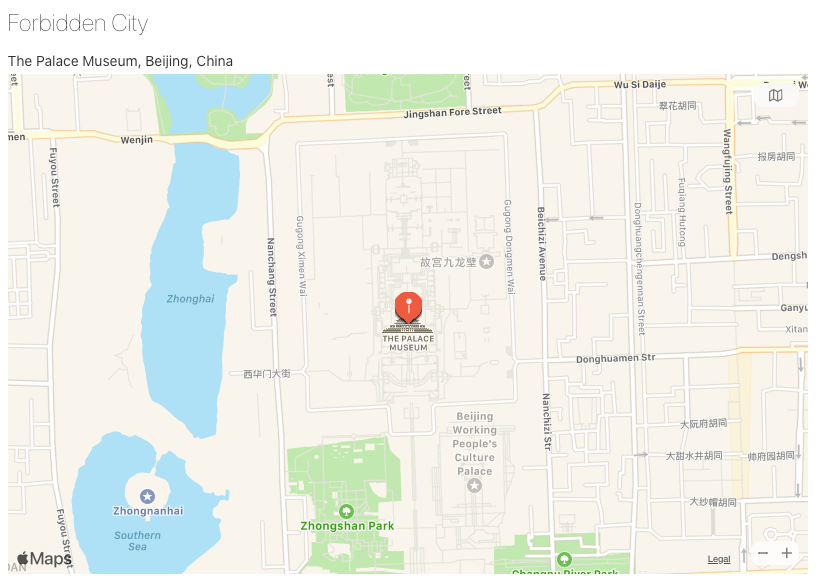 Forbidden City
The Palace Museum, Beijing, China
Wu Si Daije
翠花胡同
Jingshan Fore Street
Wenjin
报房胡同
Fuyou Street
Wangfujing Street
Fuqiang Hutong
Gugong Ximen Wai
Gugong Dongmen Wai
Beichizi Avenue
Donghuangchengennan Street
Nanchang Street
故宫九龙壁
Dengsh
Zhonghai
Ganyu
Xitan
THE PALACE
MUSEUM
Donghuamen Str
西华门大街
Nanchizi Str
Beijing
Working
People's
Culture
Palace
大阮府胡同
大甜水井胡同
帅府园胡同
Zhongnanhai
大纱帽胡同
Fuyou Street
Zhongshan Park
Southern
Sea
Maps
Legal
Changpu River Park